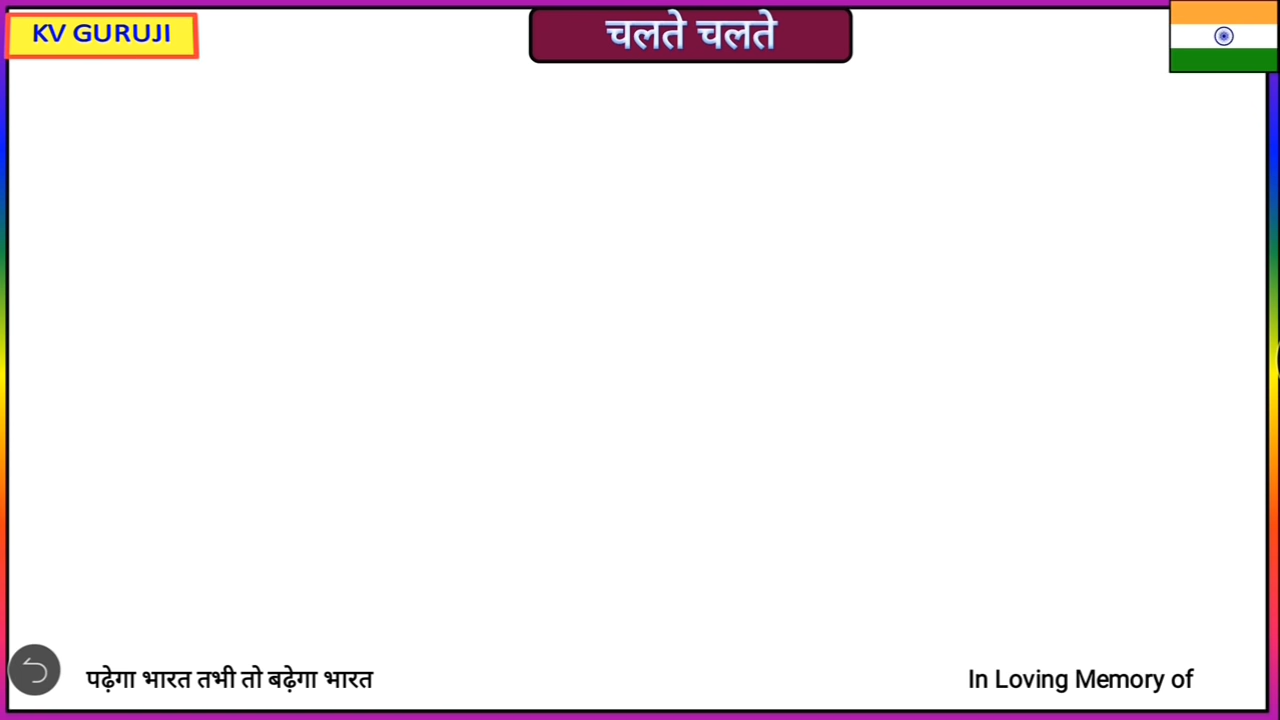 KV GURUJI
चलते चलते
पढ़ेगा भारत तभी तो बढ़ेगा भारत
In Loving Memory of